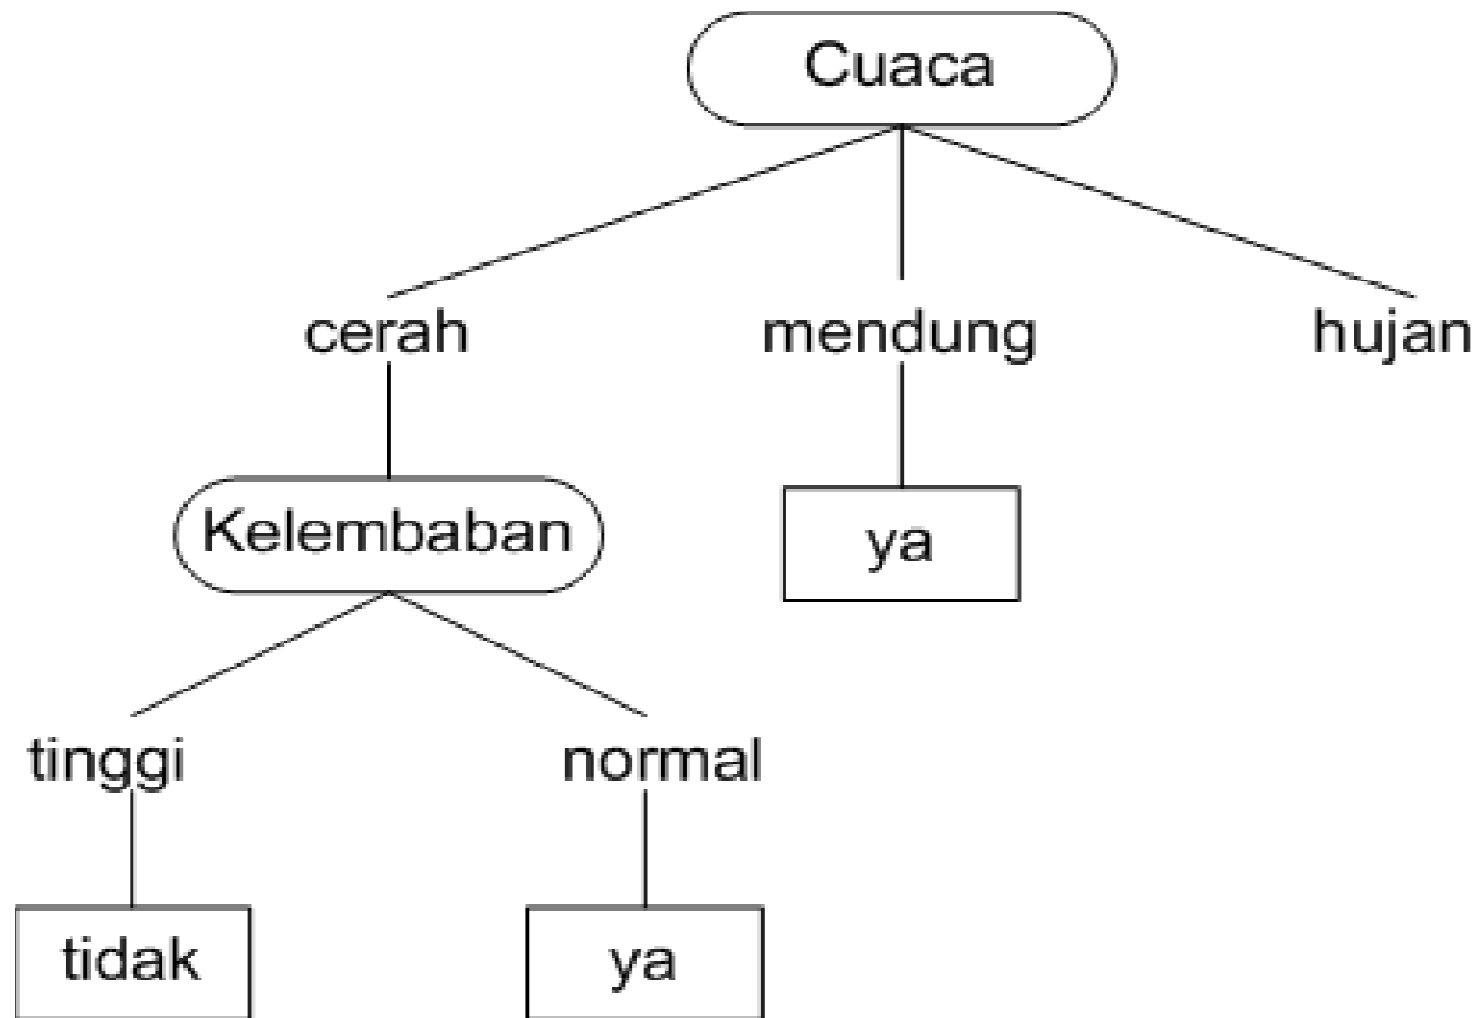 Cuaca
cerah mendung hujan
Kelembaban ya
tinggi normal
tidak ya